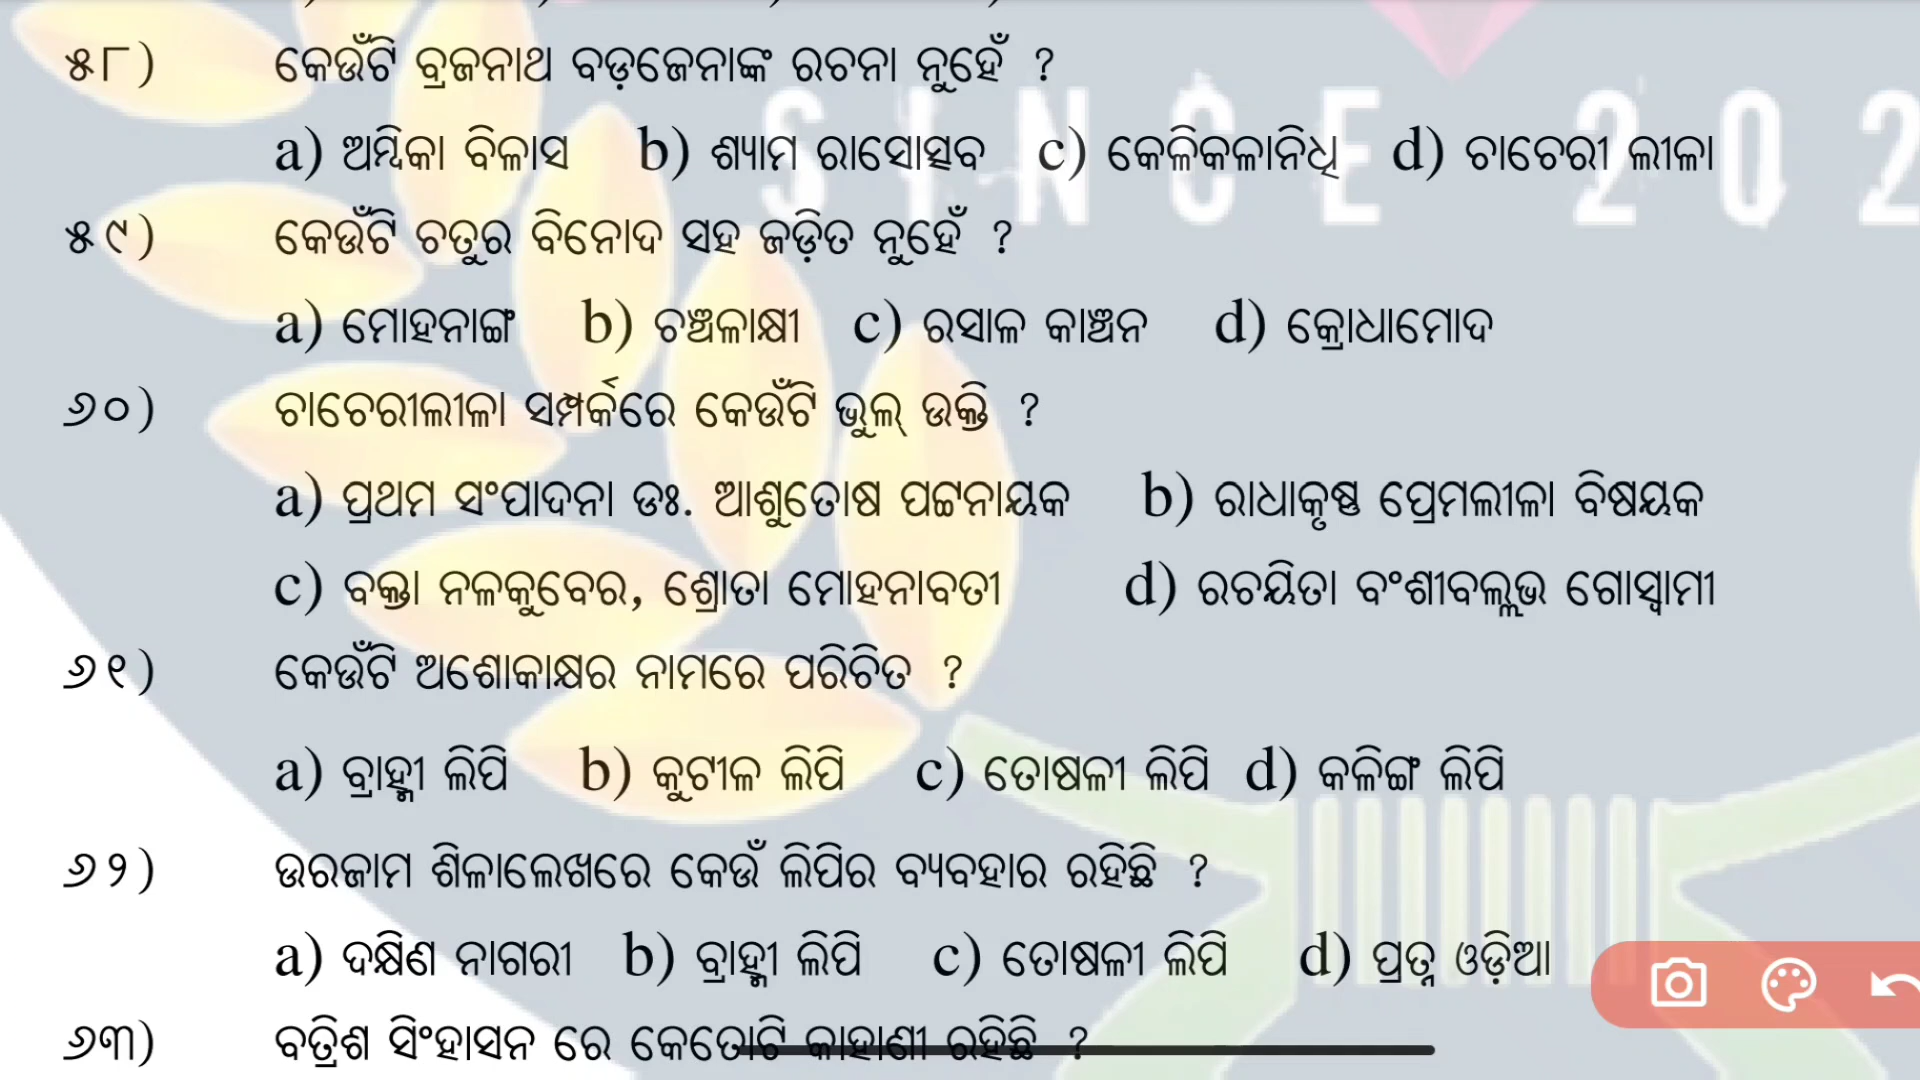 ୫୮) କେଉଁଟି ବ୍ରଜନାଥ ବଡ଼ଜେନାଙ୍କ ରଚନା ନୁହେଁ ?
a) ଅମ୍ବିକା ବିଳାସ b) ଶ୍ୟାମ ରାସୋତ୍ସବ c) କେଳିକଳାନିଧି d) ଚାଚେରୀ ଲୀଳା
SINCE 202
୫୯) କେଉଁଟି ଚତୁର ବିନୋଦ ସହ ଜଡ଼ିତ ନୁହେଁ ?
a) ମୋହନାଙ୍ଗ b) ଚଞ୍ଚଳାକ୍ଷୀ c) ରସାଳ କାଞ୍ଚନ d) କ୍ରୋଧାମୋଦ
୬୦) ଚାଚେରୀଲୀଳା ସମ୍ପର୍କରେ କେଉଁଟି ଭୁଲ୍ ଉକ୍ତି ?
a) ପ୍ରଥମ ସଂପାଦନା ଡଃ. ଆଶୁତୋଷ ପଟ୍ଟନାୟକ b) ରାଧାକୃଷ୍ଣ ପ୍ରେମଲୀଳା ବିଷୟକ
c) ବକ୍ତା ନଳକୁବେର, ଶ୍ରୋତା ମୋହନାବତୀ d) ରଚୟିତା ବଂଶୀବଲ୍ଲଭ ଗୋସ୍ୱାମୀ
୬୧) କେଉଁଟି ଅଶୋକାକ୍ଷର ନାମରେ ପରିଚିତ ?
a) ବ୍ରାହ୍ମୀ ଲିପି b) କୁଟୀଳ ଲିପି c) ତୋଷଳୀ ଲିପି d) କଳିଙ୍ଗ ଲିପି
୬୨) ଉରଜାମ ଶିଳାଲେଖରେ କେଉଁ ଲିପିର ବ୍ୟବହାର ରହିଛି ?
a) ଦକ୍ଷିଣ ନାଗରୀ b) ବ୍ରାହ୍ମୀ ଲିପି c) ତୋଷଳୀ ଲିପି d) ପ୍ରତ୍ନ ଓଡ଼ିଆ
୬୩) ବତ୍ରିଶ ସିଂହାସନ ରେ କେତୋଟି କାହାଣୀ ରହିଛି ?